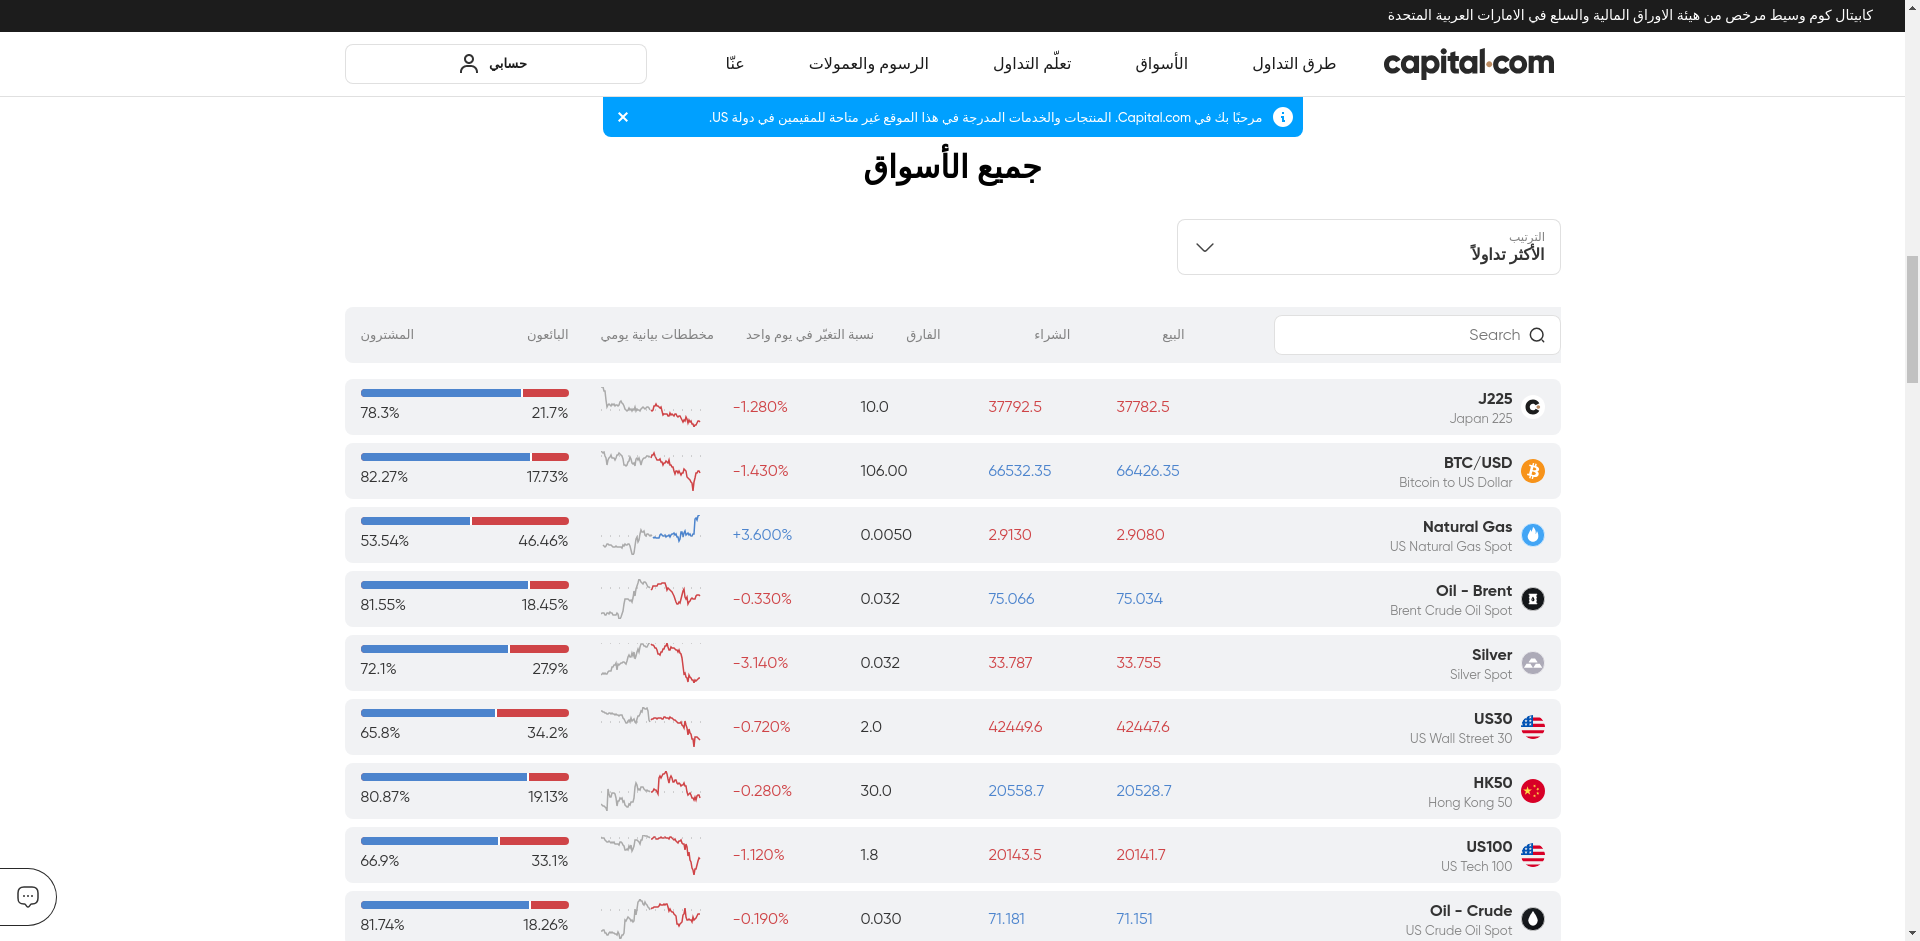 كابيتال كوم وسيط مرخص من هيئة الاوراق المالية والسلع في الامارات العربية المتحدة
capital.com
طرق التداول
الأسواق
تعلّم التداول
الرسوم والعمولات
عنّا
حسابي
مرحبًا بك في Capital.com. المنتجات والخدمات المدرجة في هذا الموقع غير متاحة للمقيمين في دولة US.
جميع الأسواق
الترتيب
الأكثر تداولاً
Search
البيع
الشراء
الفارق
نسبة التغيّر في يوم واحد
مخططات بيانية يومي
البائعون
المشترون
J225
Japan 225
37782.5
37792.5
10.0
-1.280%
21.7%
78.3%
BTC/USD
Bitcoin to US Dollar
66426.35
66532.35
106.00
-1.430%
17.73%
82.27%
Natural Gas
US Natural Gas Spot
2.9080
2.9130
0.0050
+3.600%
46.46%
53.54%
Oil - Brent
Brent Crude Oil Spot
75.034
75.066
0.032
-0.330%
18.45%
81.55%
Silver
Silver Spot
33.755
33.787
0.032
-3.140%
27.9%
72.1%
US30
US Wall Street 30
42447.6
42449.6
2.0
-0.720%
34.2%
65.8%
HK50
Hong Kong 50
20528.7
20558.7
30.0
-0.280%
19.13%
80.87%
US100
US Tech 100
20141.7
20143.5
1.8
-1.120%
33.1%
66.9%
Oil - Crude
US Crude Oil Spot
71.151
71.181
0.030
-0.190%
18.26%
81.74%